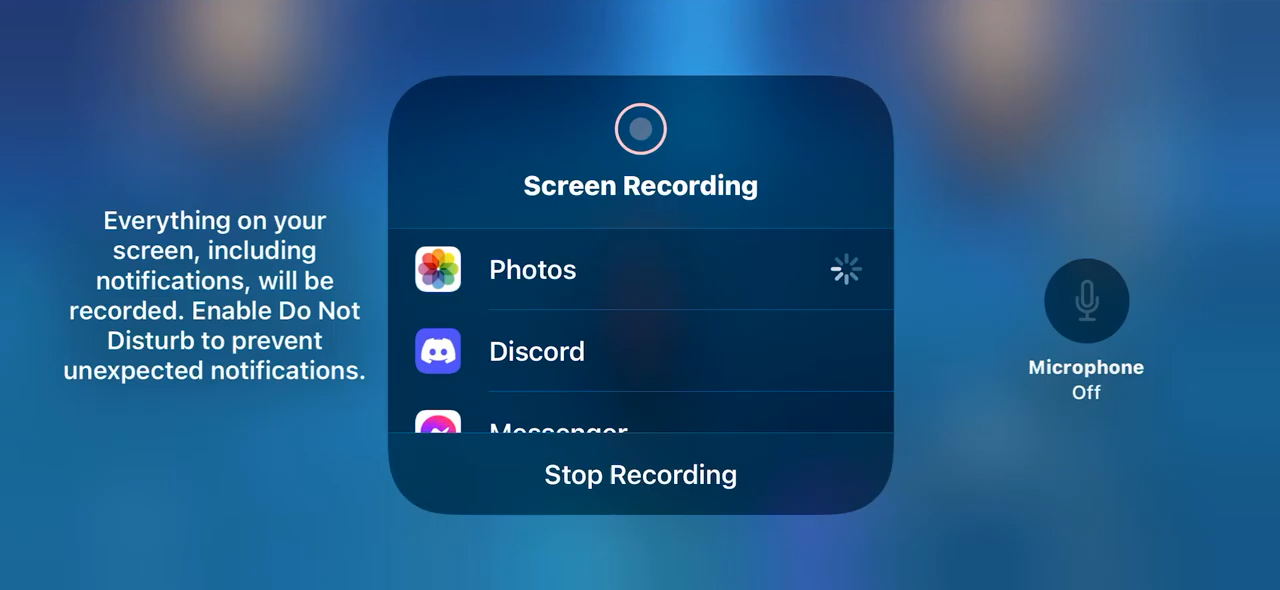 Everything on your
screen, including
notifications, will be
recorded. Enable Do Not
Disturb to prevent
unexpected notifications.
Screen Recording
Photos
Discord
Messenger
Stop Recording
Microphone
Off